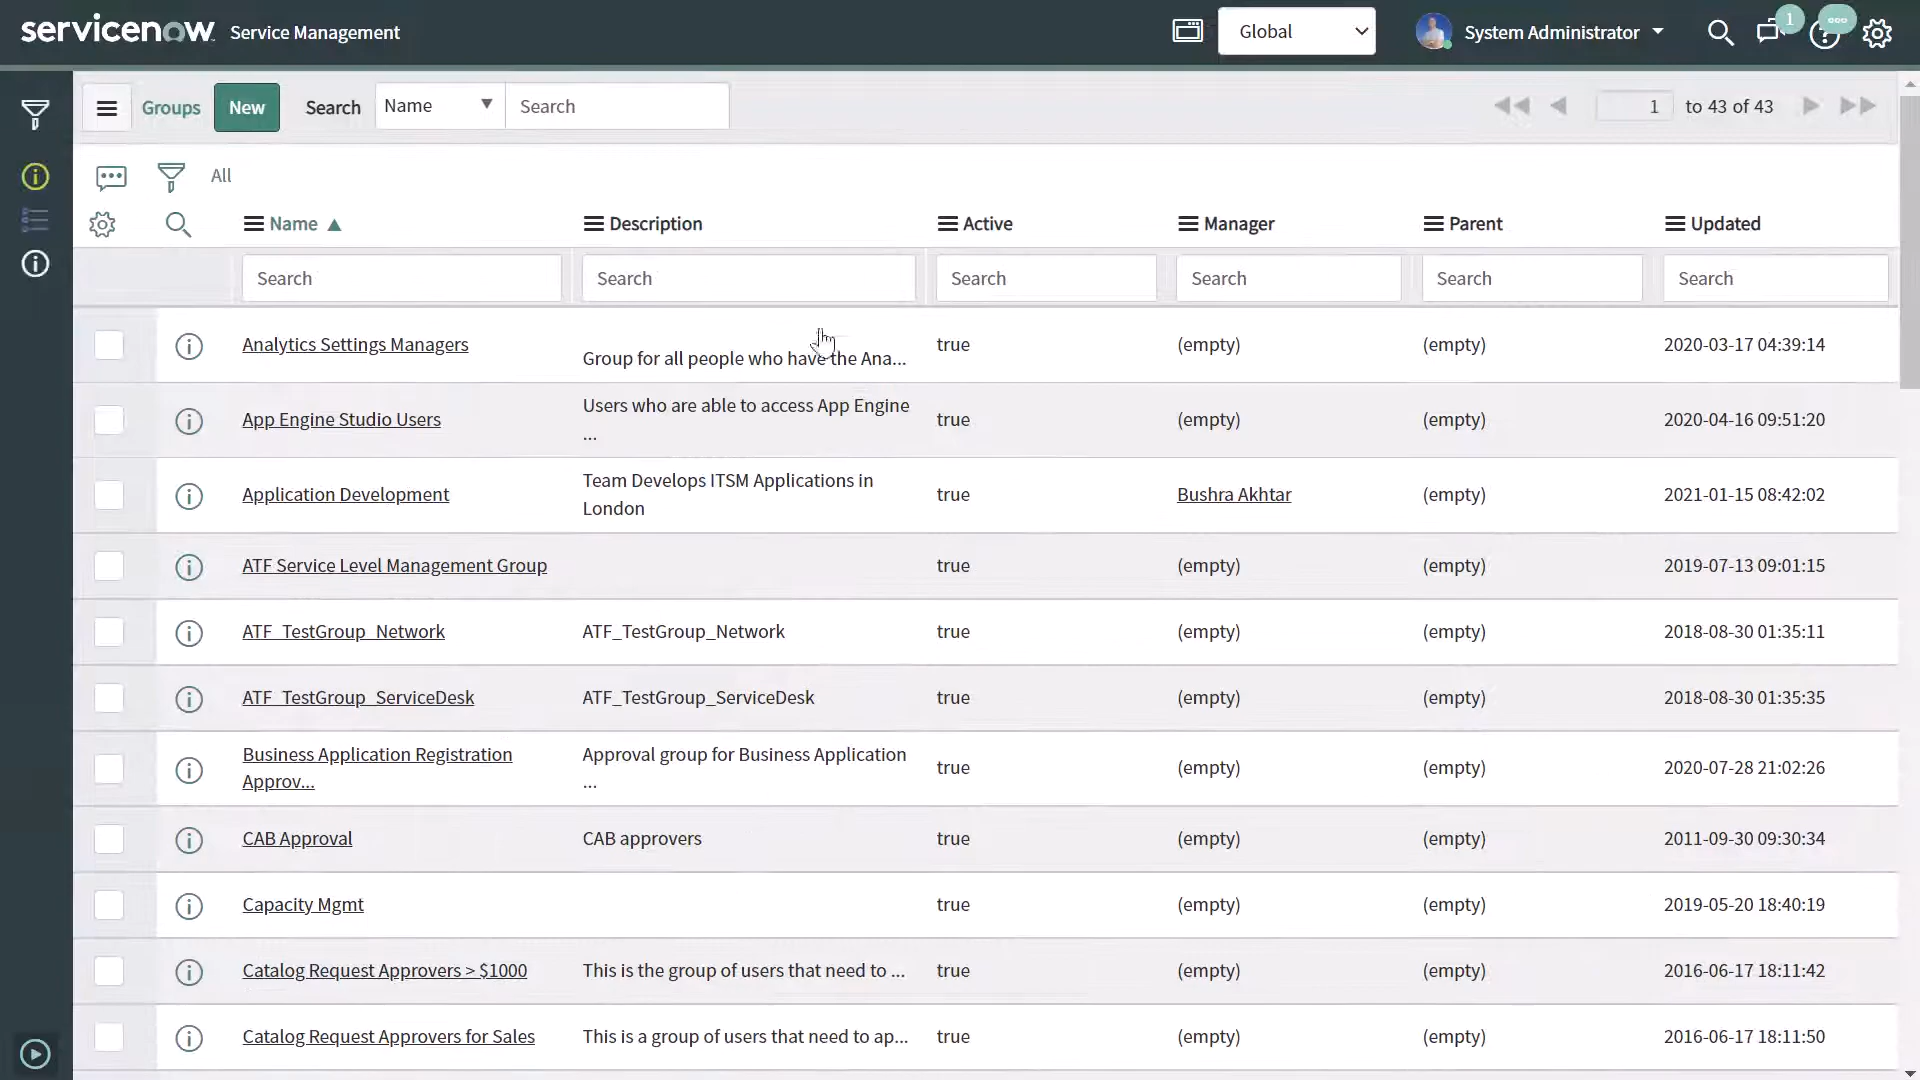 servicenow Service Management Global System Administrator 1
Groups New Search Name Search 1 to 43 of 43
All
Name Description Active Manager Parent Updated
Search Search Search Search Search Search
Analytics Settings Managers Group for all people who have the Ana... true (empty) (empty) 2020-03-17 04:39:14
App Engine Studio Users Users who are able to access App Engine ... true (empty) (empty) 2020-04-16 09:51:20
Application Development Team Develops ITSM Applications in London true Bushra Akhtar (empty) 2021-01-15 08:42:02
ATF Service Level Management Group true (empty) (empty) 2019-07-13 09:01:15
ATF_TestGroup_Network ATF_TestGroup_Network true (empty) (empty) 2018-08-30 01:35:11
ATF_TestGroup_ServiceDesk ATF_TestGroup_ServiceDesk true (empty) (empty) 2018-08-30 01:35:35
Business Application Registration Approv... Approval group for Business Application ... true (empty) (empty) 2020-07-28 21:02:26
CAB Approval CAB approvers true (empty) (empty) 2011-09-30 09:30:34
Capacity Mgmt true (empty) (empty) 2019-05-20 18:40:19
Catalog Request Approvers > $1000 This is the group of users that need to ... true (empty) (empty) 2016-06-17 18:11:42
Catalog Request Approvers for Sales This is a group of users that need to ap... true (empty) (empty) 2016-06-17 18:11:50